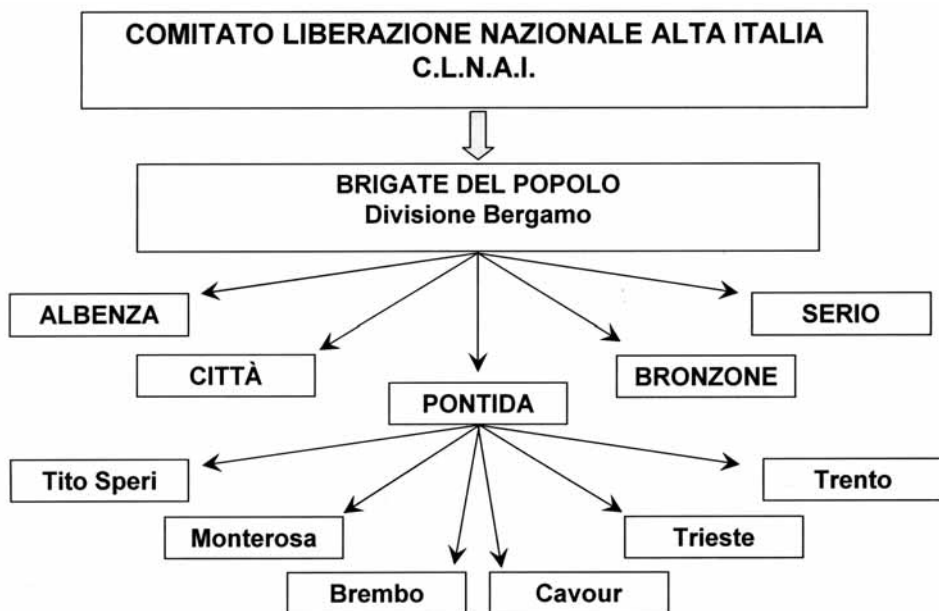 COMITATO LIBERAZIONE NAZIONALE ALTA ITALIA
C.L.N.A.I.
BRIGATE DEL POPOLO
Divisione Bergamo
ALBENZA
SERIO
CITTÀ
BRONZONE
PONTIDA
Tito Speri
Trento
Monterosa
Trieste
Brembo
Cavour